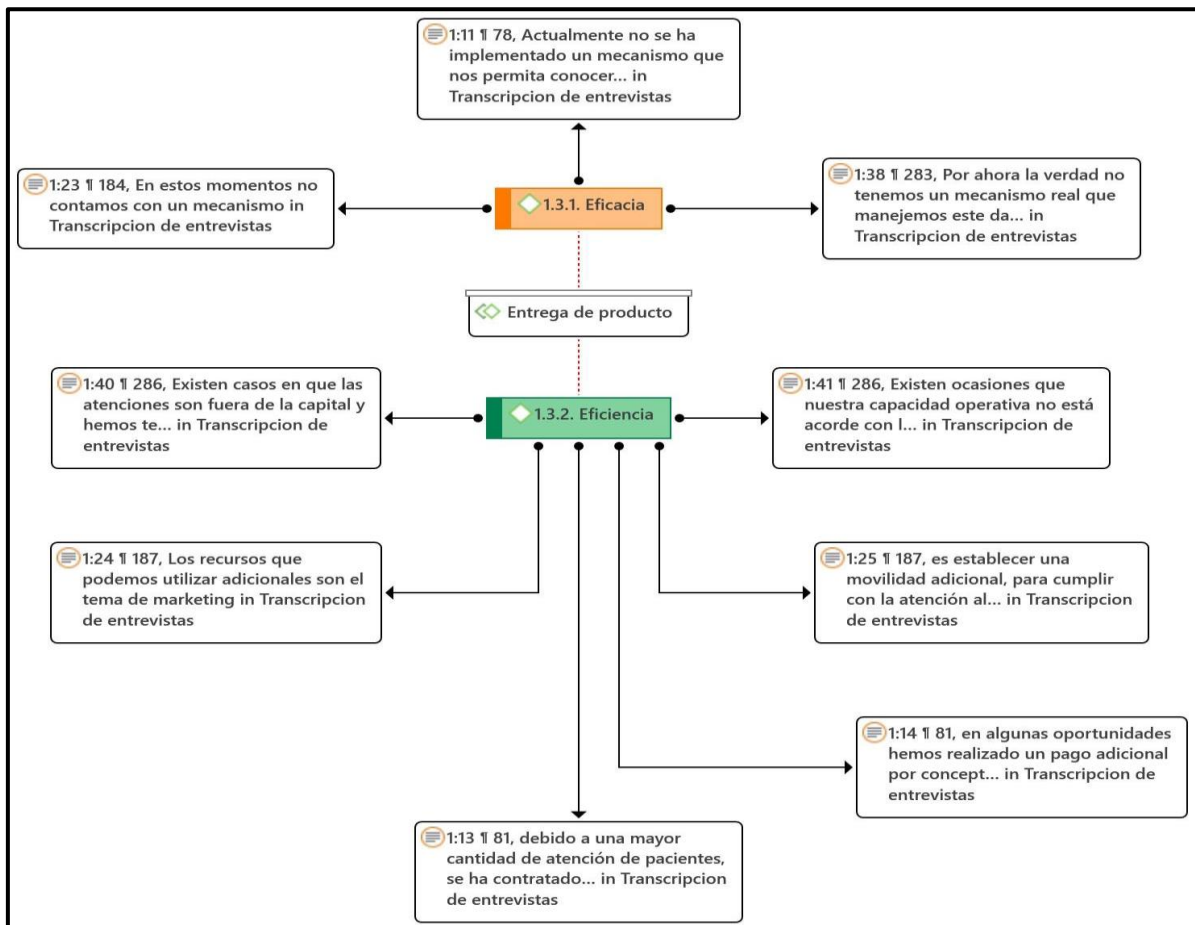 1:11 ¶ 78, Actualmente no se ha
implementado un mecanismo que
nos permita conocer... in
Transcripcion de entrevistas
1:23 ¶ 184, En estos momentos no
contamos con un mecanismo in
Transcripcion de entrevistas
1.3.1. Eficacia
1:38 ¶ 283, Por ahora la verdad no
tenemos un mecanismo real que
manejemos este da... in
Transcripcion de entrevistas
Entrega de producto
1:40 ¶ 286, Existen casos en que las
atenciones son fuera de la capital y
hemos te... in Transcripcion de
entrevistas
1.3.2. Eficiencia
1:41 ¶ 286, Existen ocasiones que
nuestra capacidad operativa no está
acorde con l... in Transcripcion de
entrevistas
1:24 ¶ 187, Los recursos que
podemos utilizar adicionales son el
tema de marketing in Transcripcion
de entrevistas
1:25 ¶ 187, es establecer una
movilidad adicional, para cumplir
con la atención al... in Transcripcion
de entrevistas
1:14 ¶ 81, en algunas oportunidades
hemos realizado un pago adicional
por concept... in Transcripcion de
entrevistas
1:13 ¶ 81, debido a una mayor
cantidad de atención de pacientes,
se ha contratado... in Transcripcion
de entrevistas